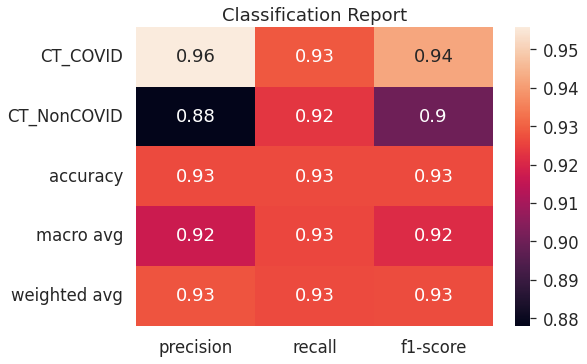 Classification Report
CT_COVID 0.96 0.93 0.94
CT_NonCOVID 0.88 0.92 0.9
accuracy 0.93 0.93 0.93
macro avg 0.92 0.93 0.92
weighted avg 0.93 0.93 0.93
precision recall f1-score
0.95
0.94
0.93
0.92
0.91
0.90
0.89
0.88